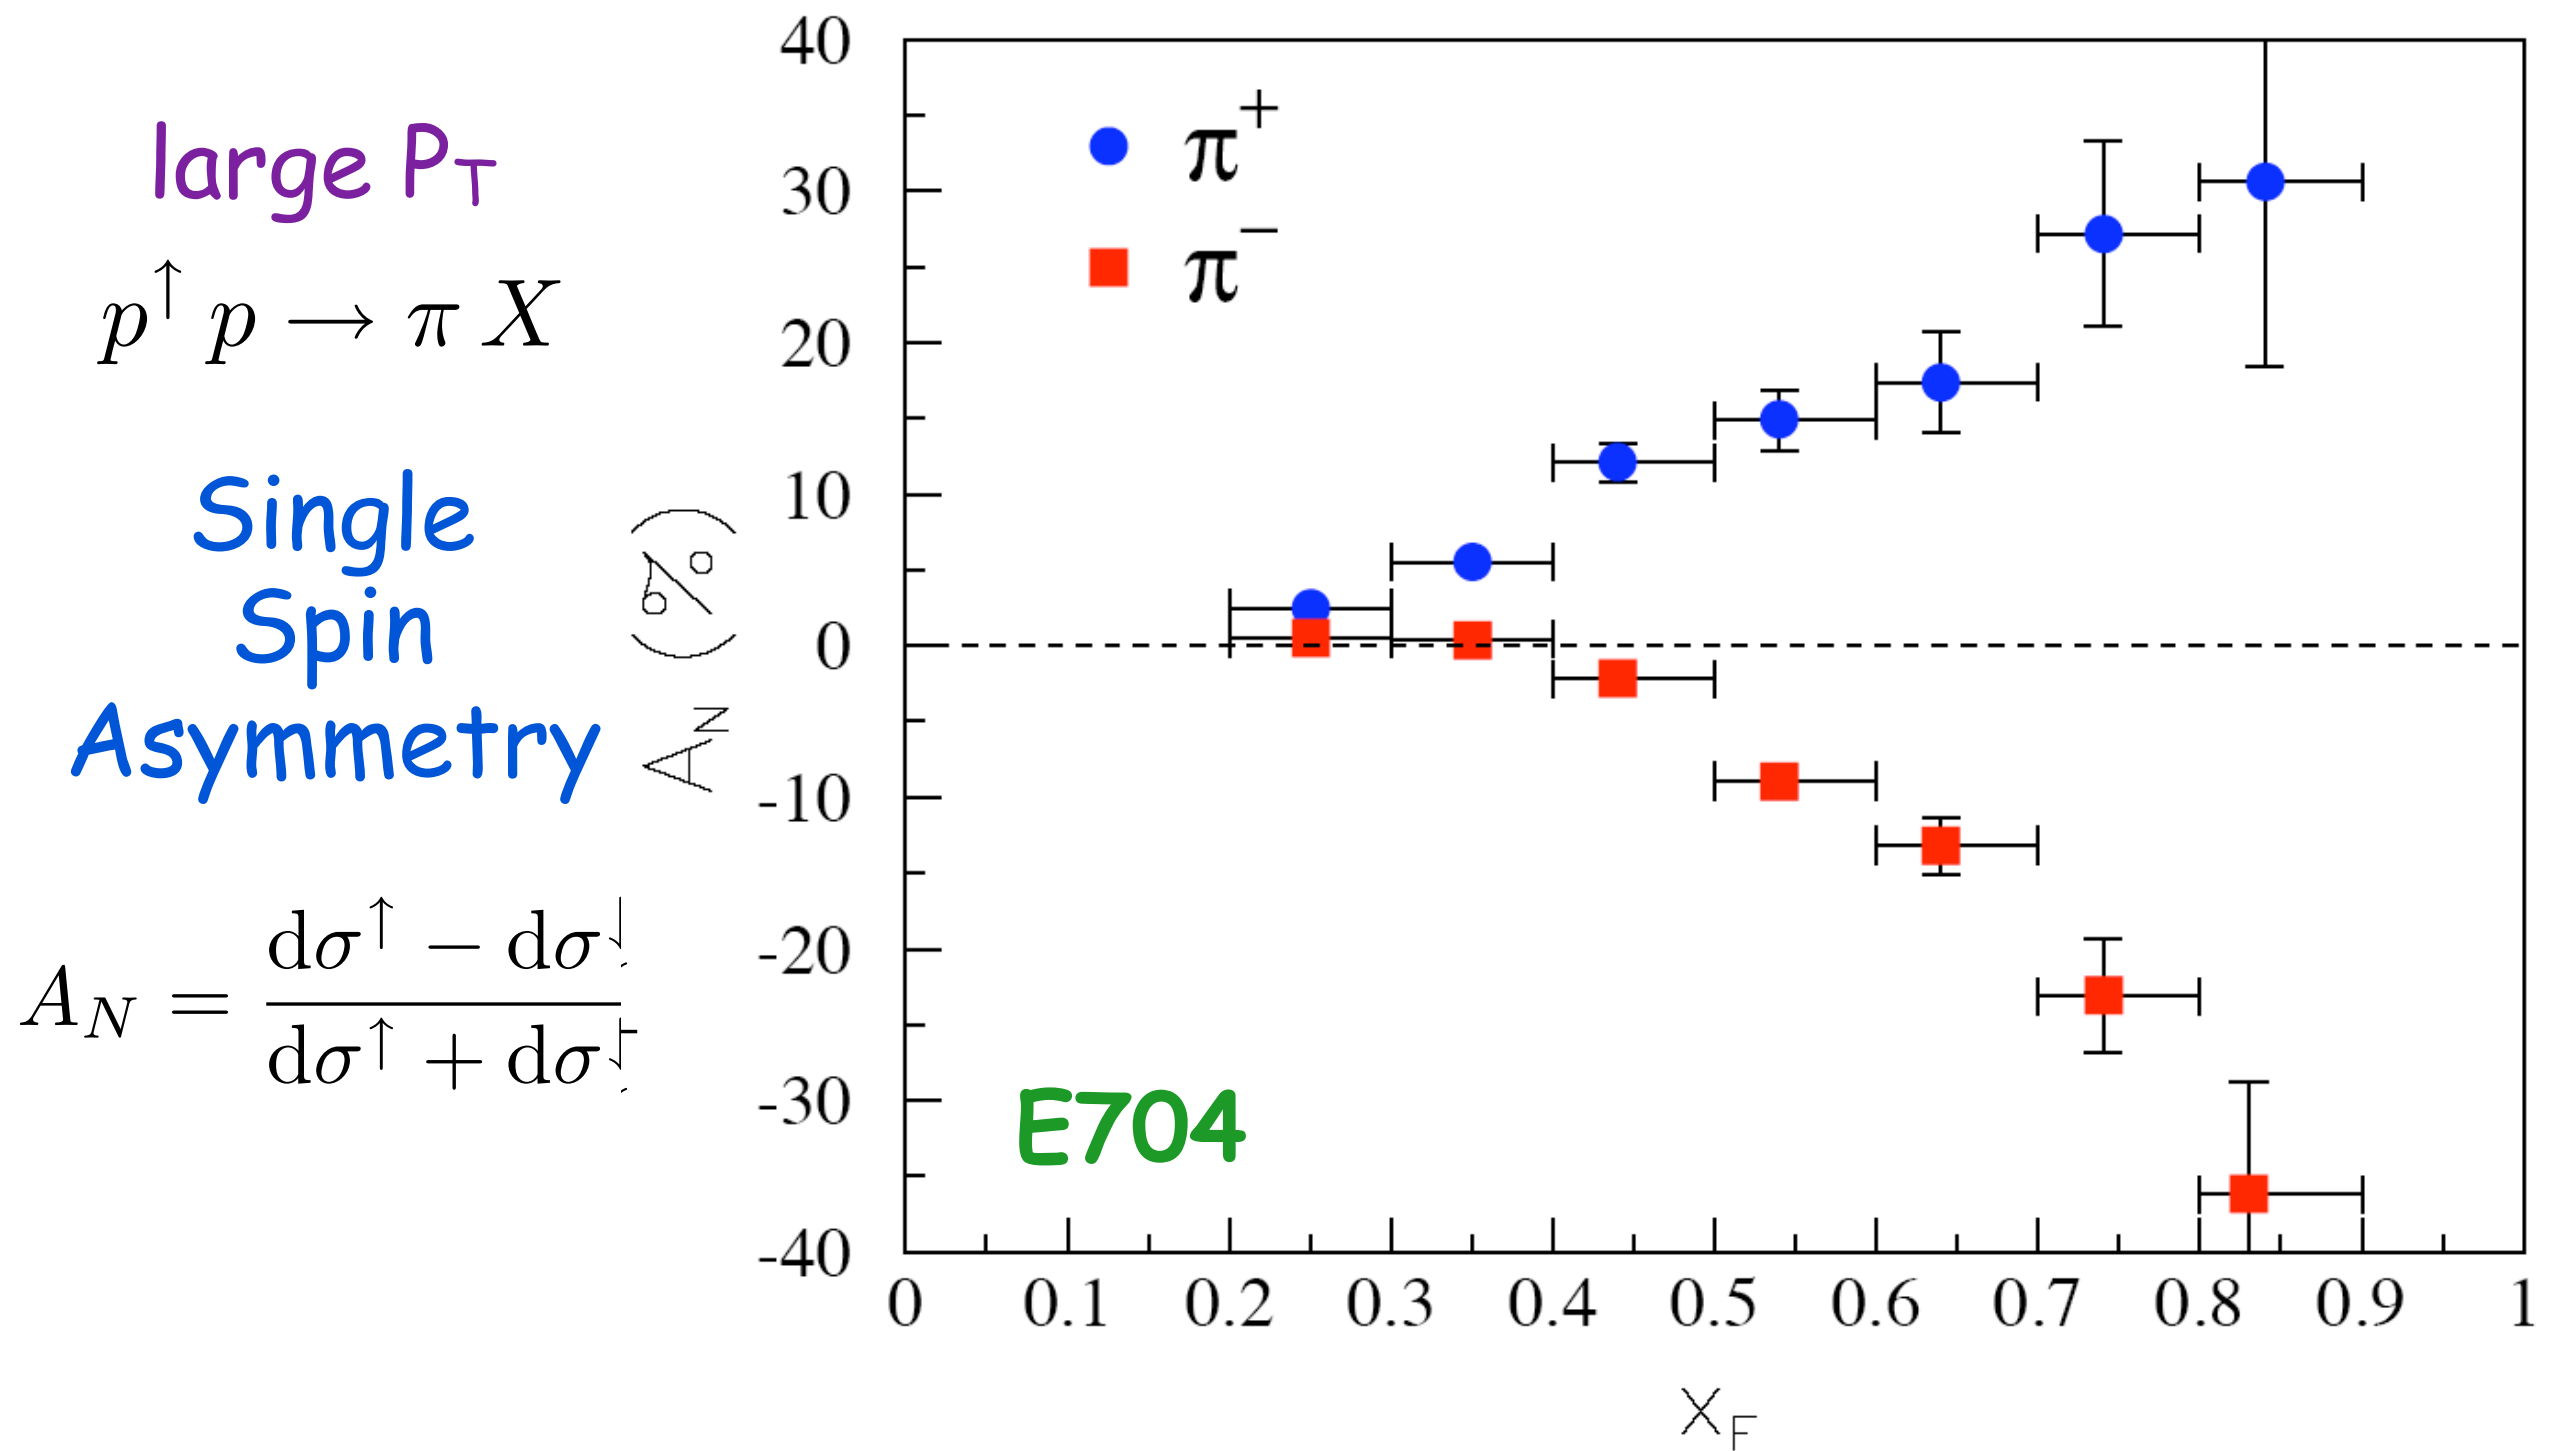 large P_T
p↑ p → π X
Single
Spin
Asymmetry
A_N = (dσ↑ − dσ↓) / (dσ↑ + dσ↓)
A_N (%)
40
30
20
10
0
-10
-20
-30
-40
π+
π−
E704
0 0.1 0.2 0.3 0.4 0.5 0.6 0.7 0.8 0.9 1
X_F